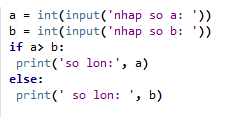 a = int(input('nhap so a: '))
b = int(input('nhap so b: '))
if a> b:
 print('so lon:', a)
else:
 print(' so lon: ', b)